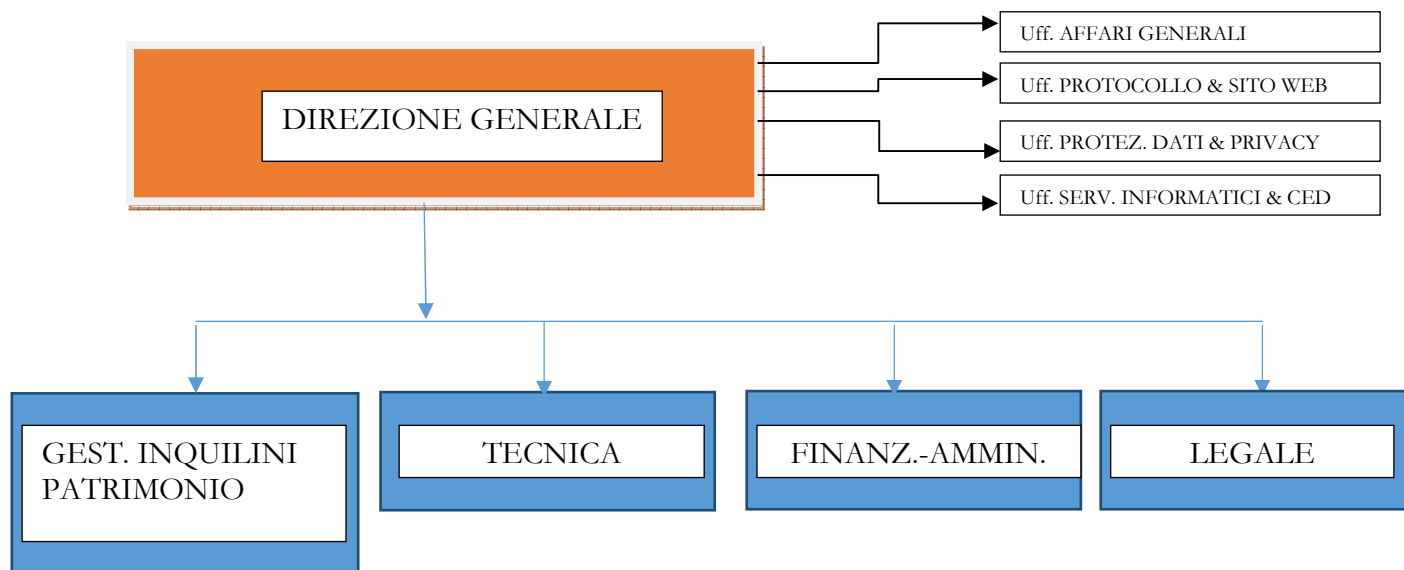 Uff. AFFARI GENERALI
Uff. PROTOCOLLO & SITO WEB
DIREZIONE GENERALE
Uff. PROTEZ. DATI & PRIVACY
Uff. SERV. INFORMATICI & CED
GEST. INQUILINI
PATRIMONIO
TECNICA
FINANZ.-AMMIN.
LEGALE